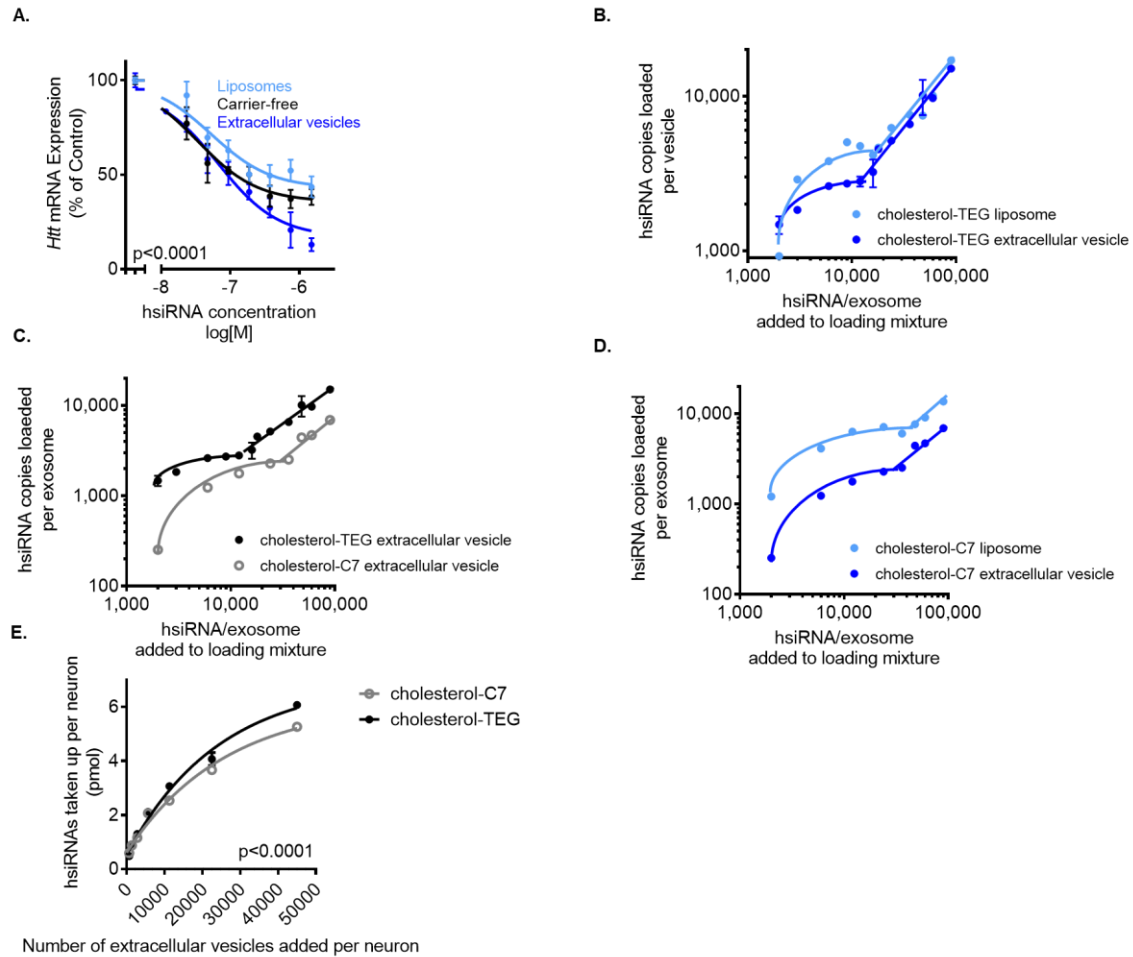 A.
Htt mRNA Expression
(% of Control)
100
50
0
Liposomes
Carrier-free
Extracellular vesicles
p<0.0001
-8
-7
-6
hsiRNA concentration
log[M]
B.
hsiRNA copies loaded
per vesicle
10,000
1,000
cholesterol-TEG liposome
cholesterol-TEG extracellular vesicle
1,000
10,000
100,000
hsiRNA/exosome
added to loading mixture
C.
hsiRNA copies loaeded
per exosome
10,000
1,000
100
cholesterol-TEG extracellular vesicle
cholesterol-C7 extracellular vesicle
1,000
10,000
100,000
hsiRNA/exosome
added to loading mixture
D.
hsiRNA copies loaded
per exosome
10,000
1,000
100
cholesterol-C7 liposome
cholesterol-C7 extracellular vesicle
1,000
10,000
100,000
hsiRNA/exosome
added to loading mixture
E.
hsiRNAs taken up per neuron
(pmol)
6
4
2
0
cholesterol-C7
cholesterol-TEG
p<0.0001
0
10000
20000
30000
40000
50000
Number of extracellular vesicles added per neuron